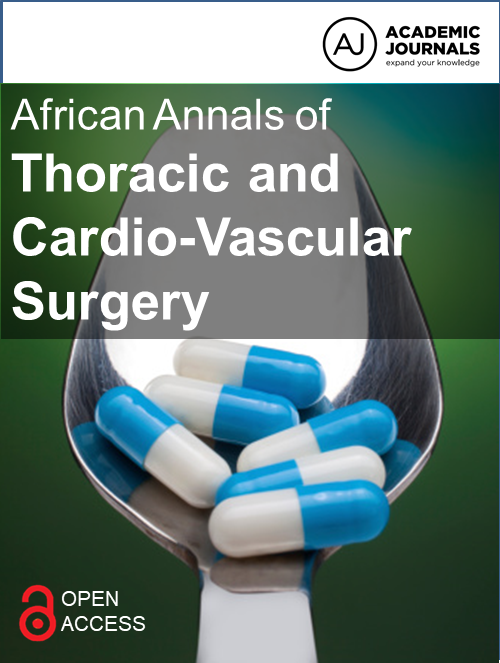 AJ
ACADEMIC
JOURNALS
expand your knowledge
African Annals of
Thoracic and
Cardio-Vascular
Surgery
OPEN
ACCESS